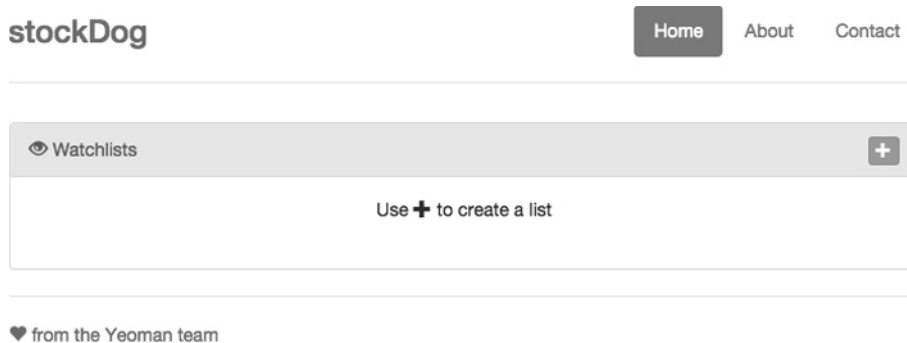 stockDog
Home About Contact
Watchlists
Use + to create a list
from the Yeoman team